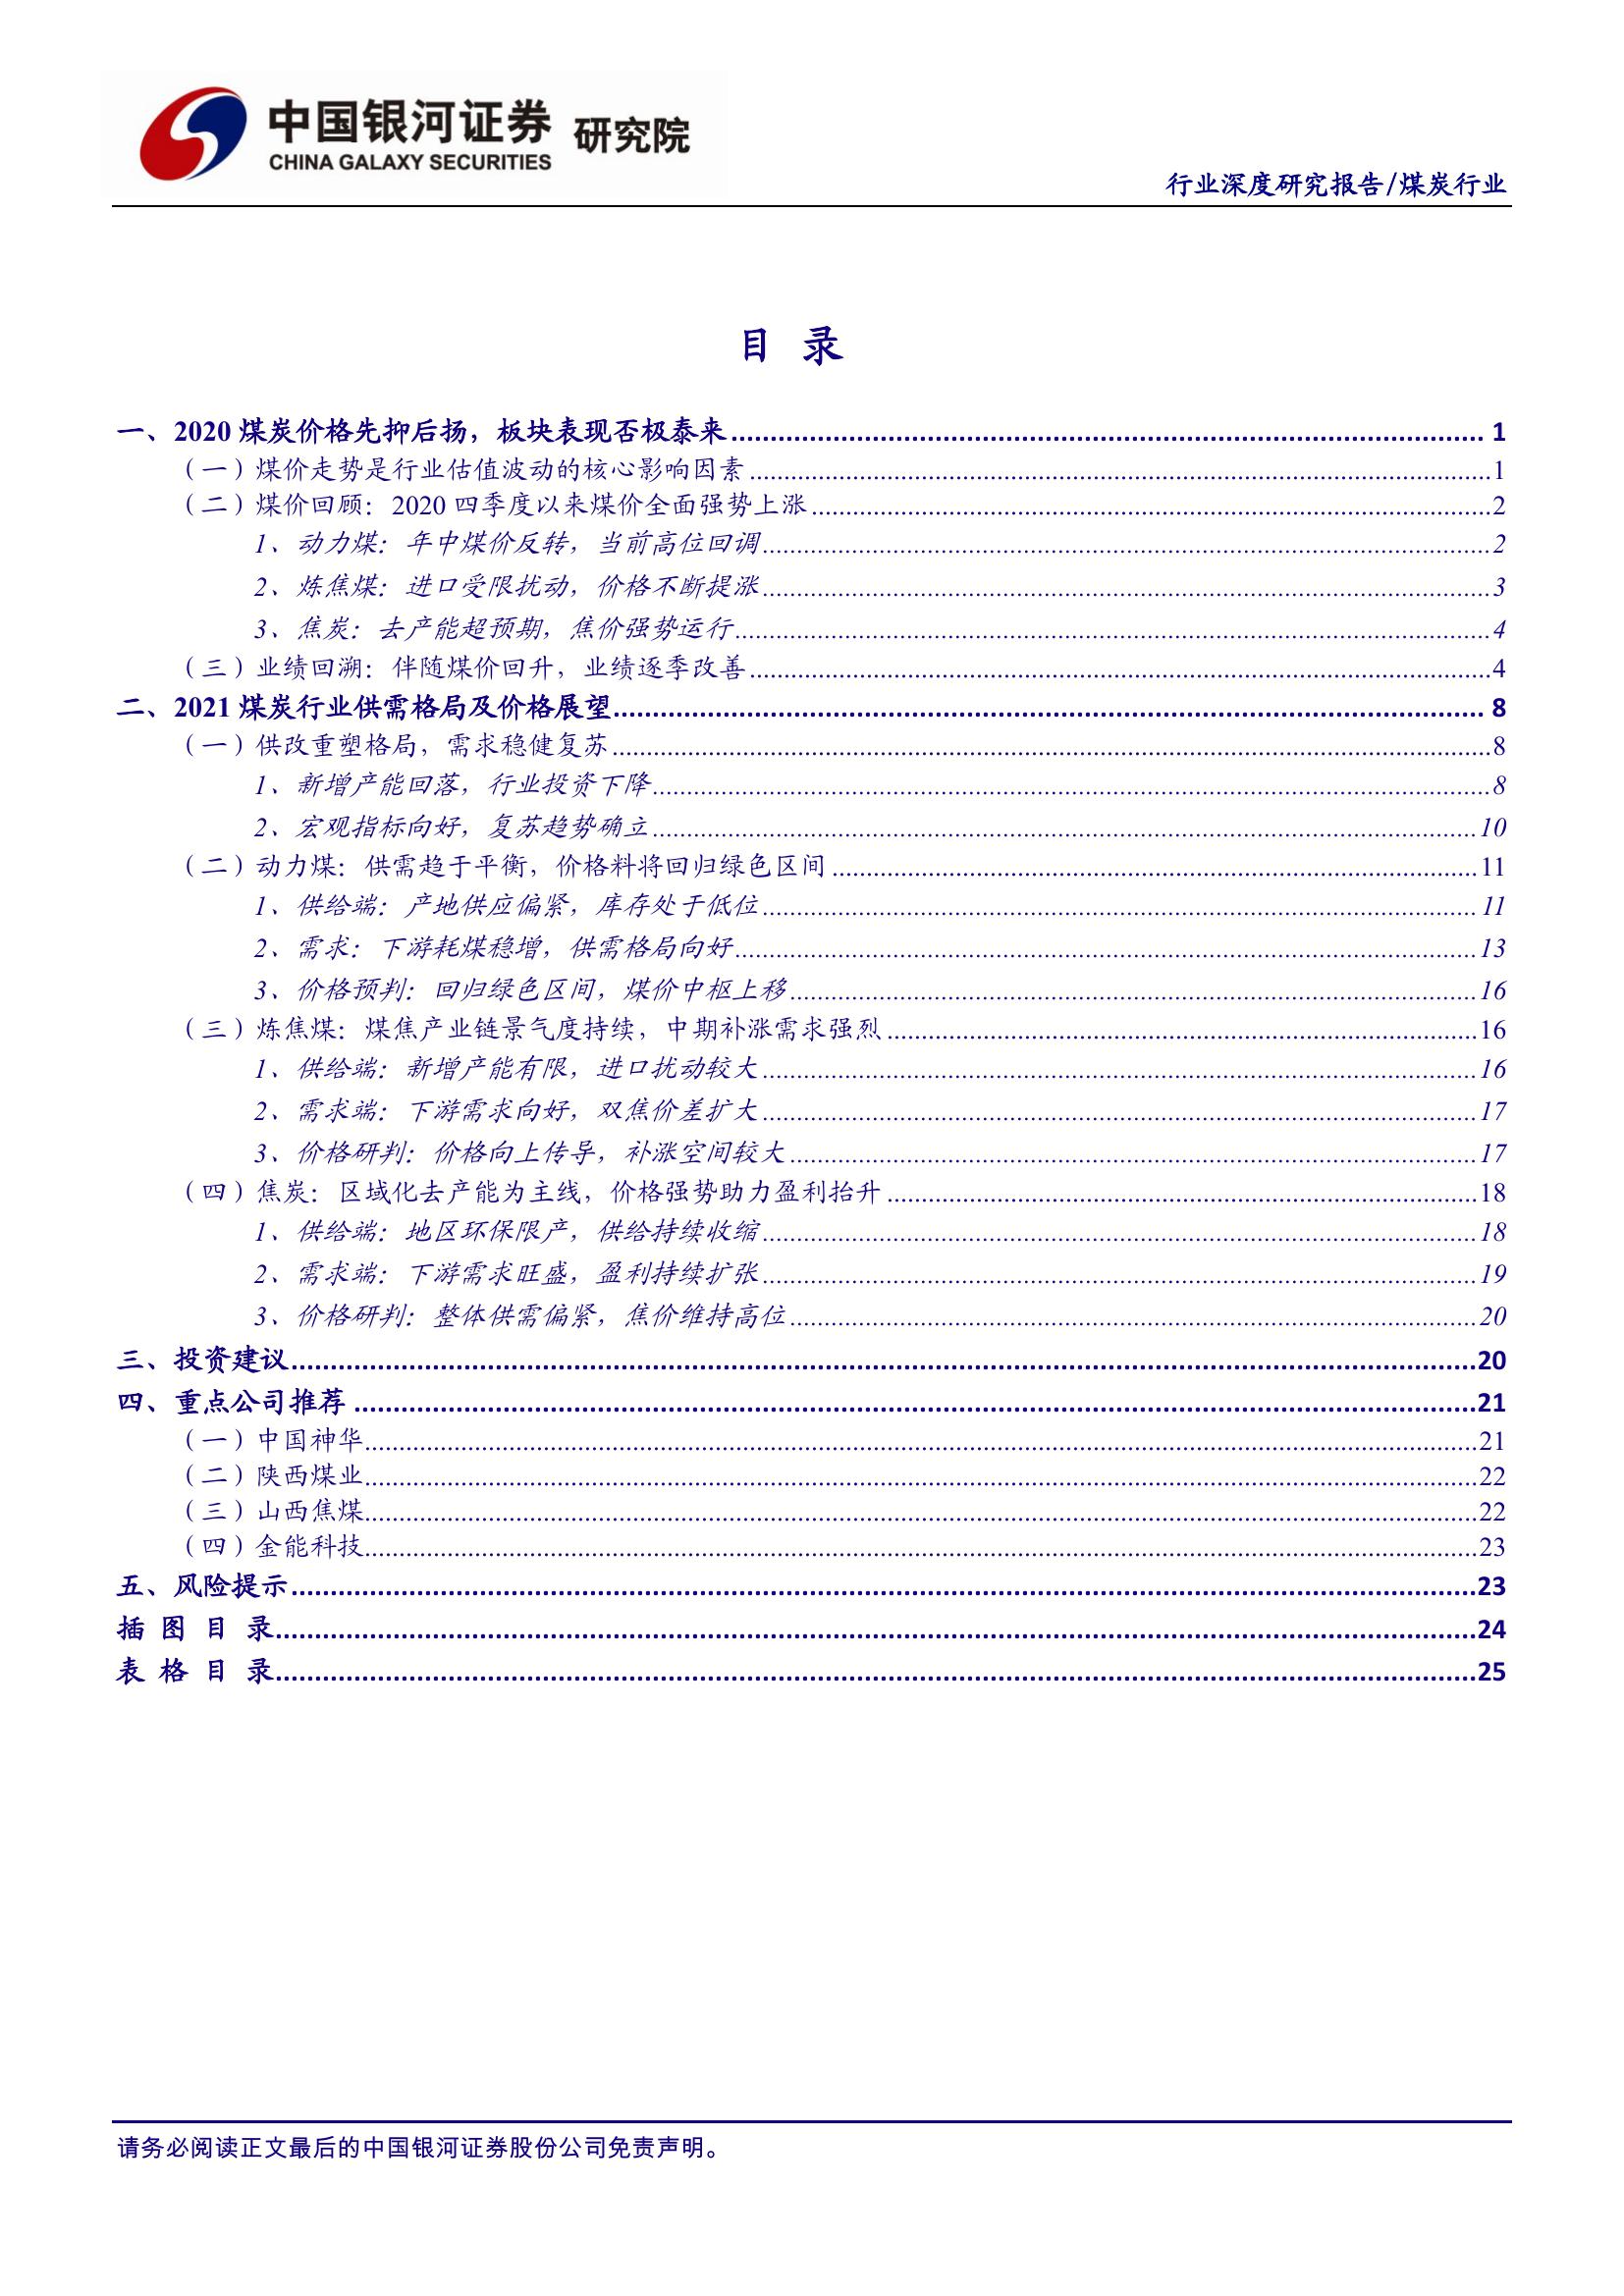 中国银河证券 研究院
CHINA GALAXY SECURITIES
行业深度研究报告/煤炭行业
目 录
一、2020 煤炭价格先抑后扬，板块表现否极泰来 1
（一）煤价走势是行业估值波动的核心影响因素 1
（二）煤价回顾：2020 四季度以来煤价全面强势上涨 2
1、动力煤：年中煤价反转，当前高位回调 2
2、炼焦煤：进口受限扰动，价格不断提涨 3
3、焦炭：去产能超预期，焦价强势运行 4
（三）业绩回溯：伴随煤价回升，业绩逐季改善 4
二、2021 煤炭行业供需格局及价格展望 8
（一）供改重塑格局，需求稳健复苏 8
1、新增产能回落，行业投资下降 8
2、宏观指标向好，复苏趋势确立 10
（二）动力煤：供需趋于平衡，价格料将回归绿色区间 11
1、供给端：产地供应偏紧，库存处于低位 11
2、需求：下游耗煤稳增，供需格局向好 13
3、价格预判：回归绿色区间，煤价中枢上移 16
（三）炼焦煤：煤焦产业链景气度持续，中期补涨需求强烈 16
1、供给端：新增产能有限，进口扰动较大 16
2、需求端：下游需求向好，双焦价差扩大 17
3、价格研判：价格向上传导，补涨空间较大 17
（四）焦炭：区域化去产能为主线，价格强势助力盈利抬升 18
1、供给端：地区环保限产，供给持续收缩 18
2、需求端：下游需求旺盛，盈利持续扩张 19
3、价格研判：整体供需偏紧，焦价维持高位 20
三、投资建议 20
四、重点公司推荐 21
（一）中国神华 21
（二）陕西煤业 22
（三）山西焦煤 22
（四）金能科技 23
五、风险提示 23
插 图 目 录 24
表 格 目 录 25
请务必阅读正文最后的中国银河证券股份公司免责声明。